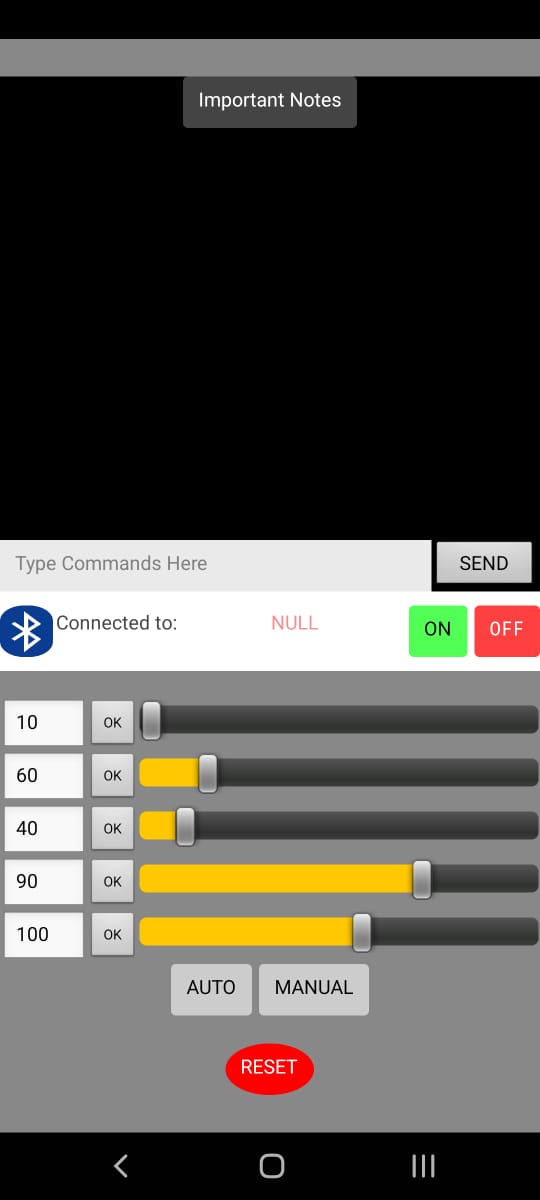 Important Notes
Type Commands Here
SEND
Connected to:
NULL
ON
OFF
10
OK
60
OK
40
OK
90
OK
100
OK
AUTO
MANUAL
RESET